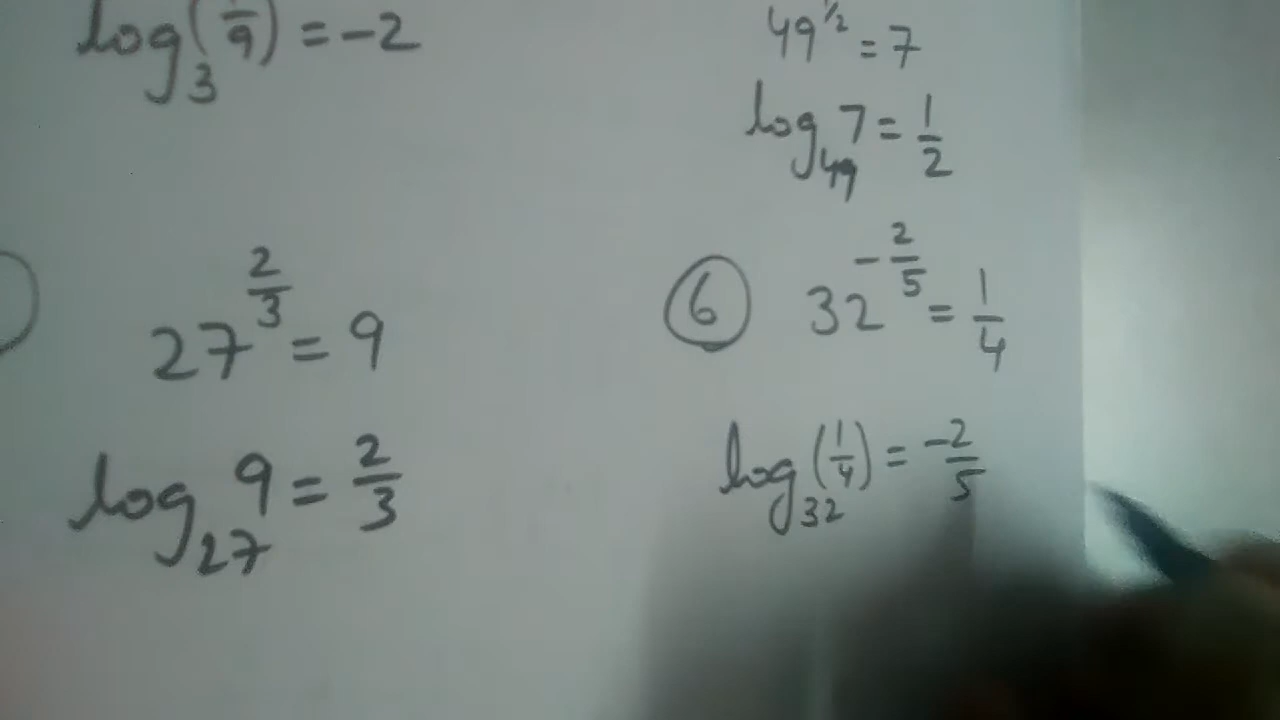 log₃(1/9) = -2
49^1/2 = 7
log₄₉ 7 = 1/2
27^2/3 = 9
log₂₇ 9 = 2/3
6 32^-2/5 = 1/4
log₃₂(1/4) = -2/5